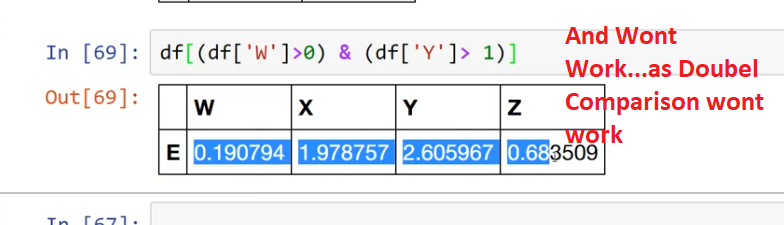 In [69]: df[(df['W']>0) & (df['Y']> 1)]
And Wont
Work...as Doubel
Comparison wont
work
Out[69]:
W X Y Z
E 0.190794 1.978757 2.605967 0.683509
In [67]: